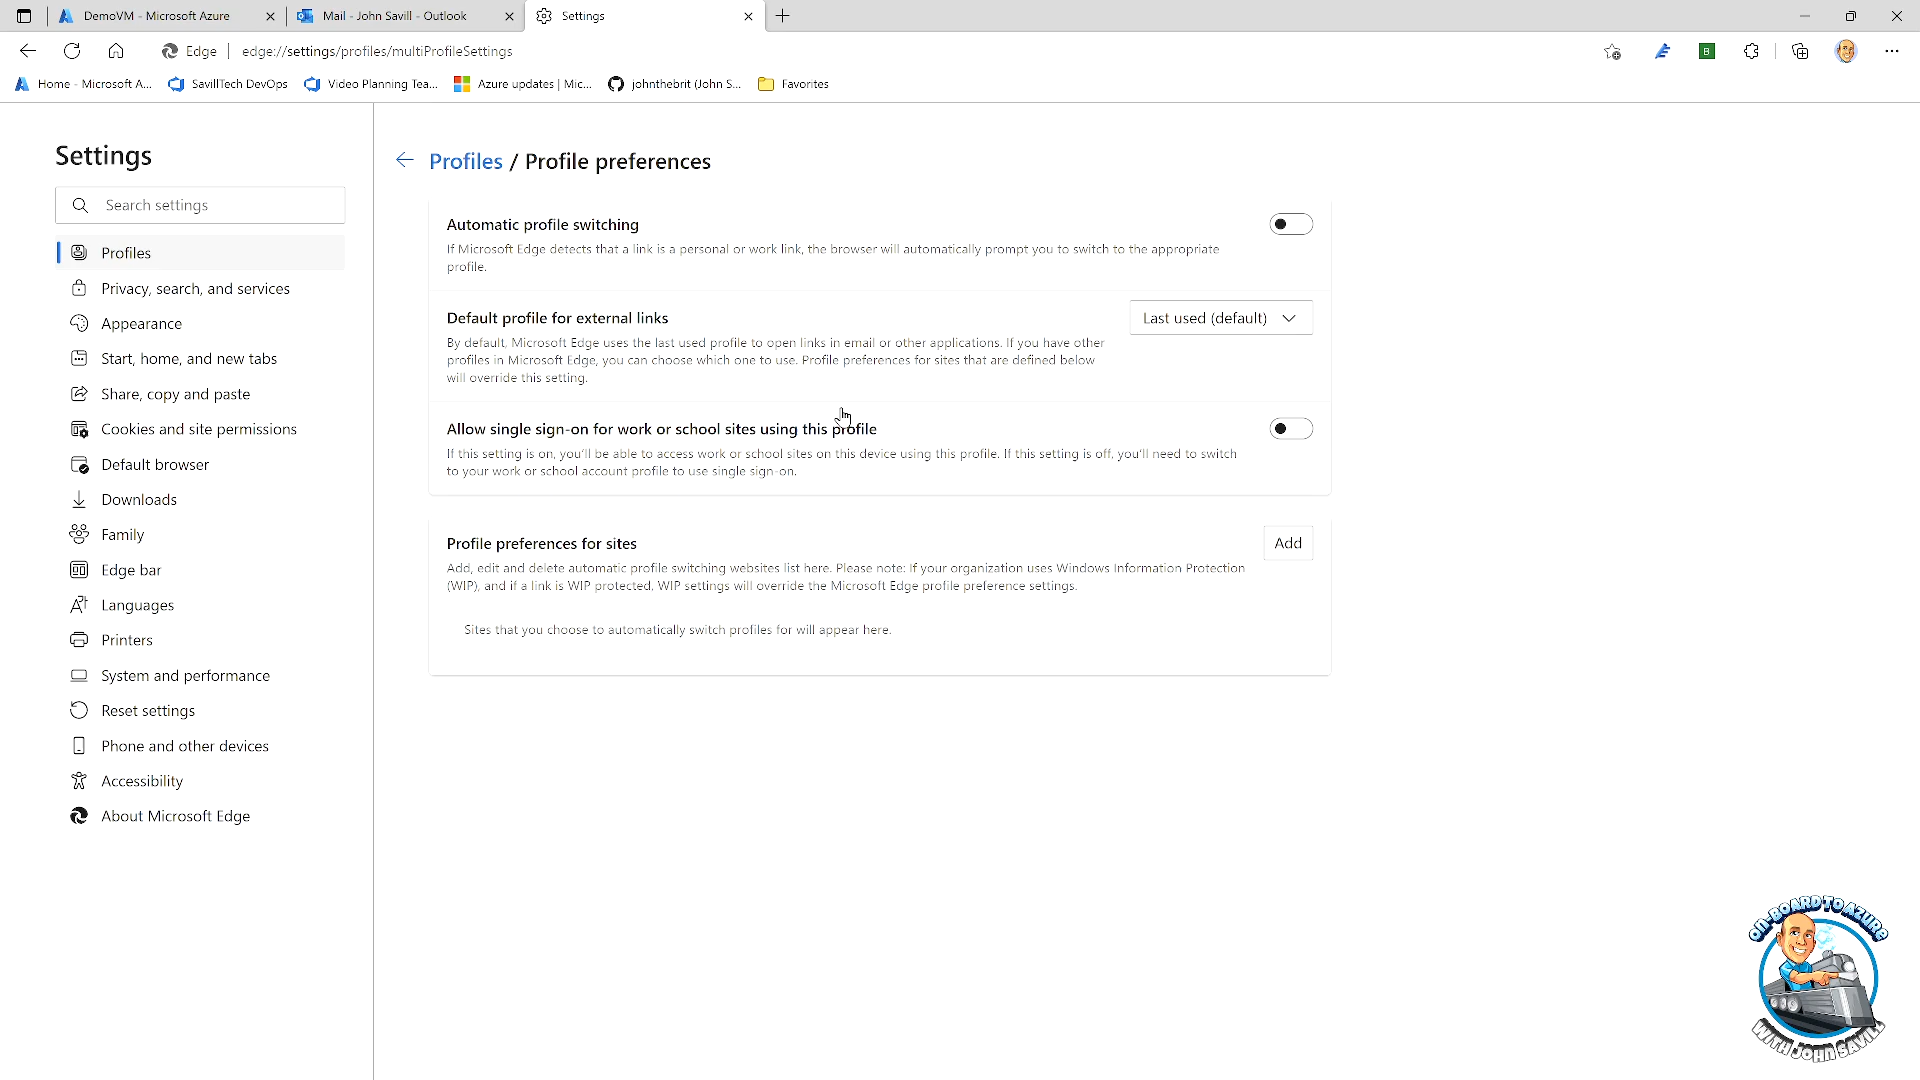 DemoVM - Microsoft Azure
Mail - John Savill - Outlook
Settings
Edge
edge://settings/profiles/multiProfileSettings
B
Home - Microsoft A...
SavillTech DevOps
Video Planning Tea...
Azure updates | Mic...
johnthebrit (John S...
Favorites
Settings
Search settings
Profiles
Privacy, search, and services
Appearance
Start, home, and new tabs
Share, copy and paste
Cookies and site permissions
Default browser
Downloads
Family
Edge bar
Languages
Printers
System and performance
Reset settings
Phone and other devices
Accessibility
About Microsoft Edge
Profiles / Profile preferences
Automatic profile switching
If Microsoft Edge detects that a link is a personal or work link, the browser will automatically prompt you to switch to the appropriate
profile.
Default profile for external links
Last used (default)
By default, Microsoft Edge uses the last used profile to open links in email or other applications. If you have other
profiles in Microsoft Edge, you can choose which one to use. Profile preferences for sites that are defined below
will override this setting.
Allow single sign-on for work or school sites using this profile
If this setting is on, you'll be able to access work or school sites on this device using this profile. If this setting is off, you'll need to switch
to your work or school account profile to use single sign-on.
Profile preferences for sites
Add
Add, edit and delete automatic profile switching websites list here. Please note: If your organization uses Windows Information Protection
(WIP), and if a link is WIP protected, WIP settings will override the Microsoft Edge profile preference settings.
Sites that you choose to automatically switch profiles for will appear here.
ON-BOARD TO AZURE
WITH JOHN SAVILL